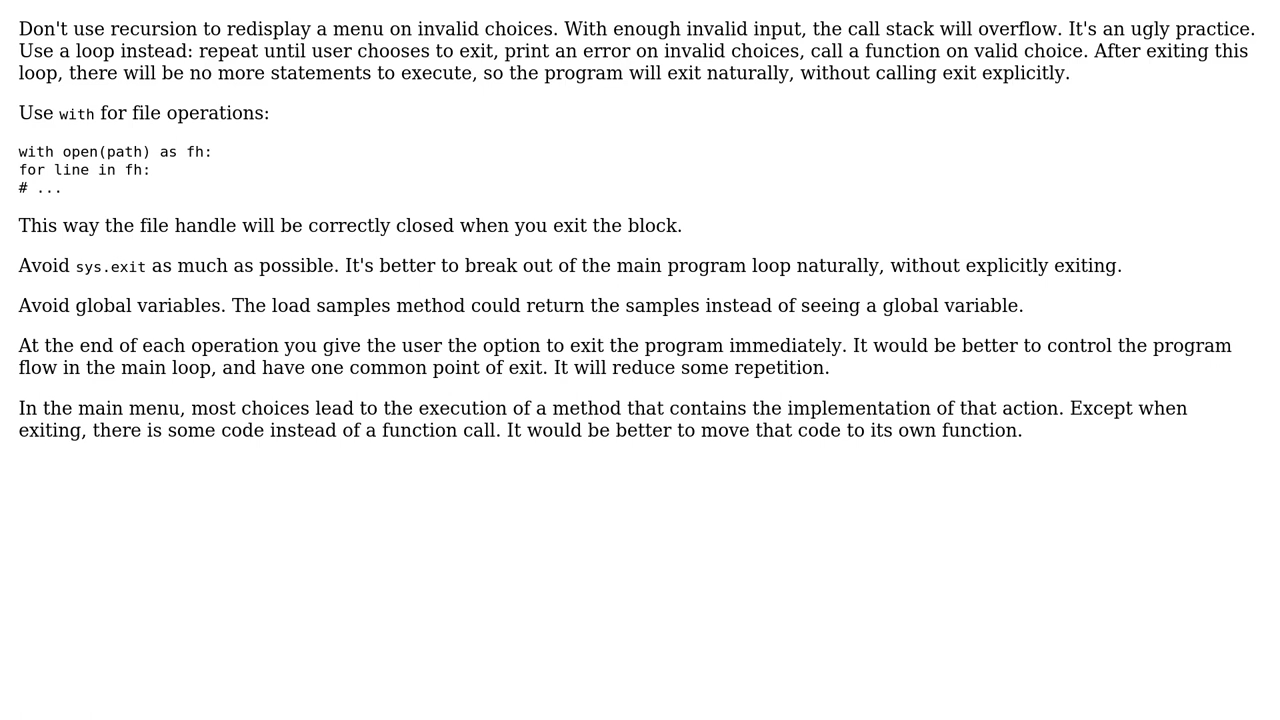 Don't use recursion to redisplay a menu on invalid choices. With enough invalid input, the call stack will overflow. It's an ugly practice.
Use a loop instead: repeat until user chooses to exit, print an error on invalid choices, call a function on valid choice. After exiting this
loop, there will be no more statements to execute, so the program will exit naturally, without calling exit explicitly.
Use with for file operations:
with open(path) as fh:
for line in fh:
# ...
This way the file handle will be correctly closed when you exit the block.
Avoid sys.exit as much as possible. It's better to break out of the main program loop naturally, without explicitly exiting.
Avoid global variables. The load samples method could return the samples instead of seeing a global variable.
At the end of each operation you give the user the option to exit the program immediately. It would be better to control the program
flow in the main loop, and have one common point of exit. It will reduce some repetition.
In the main menu, most choices lead to the execution of a method that contains the implementation of that action. Except when
exiting, there is some code instead of a function call. It would be better to move that code to its own function.